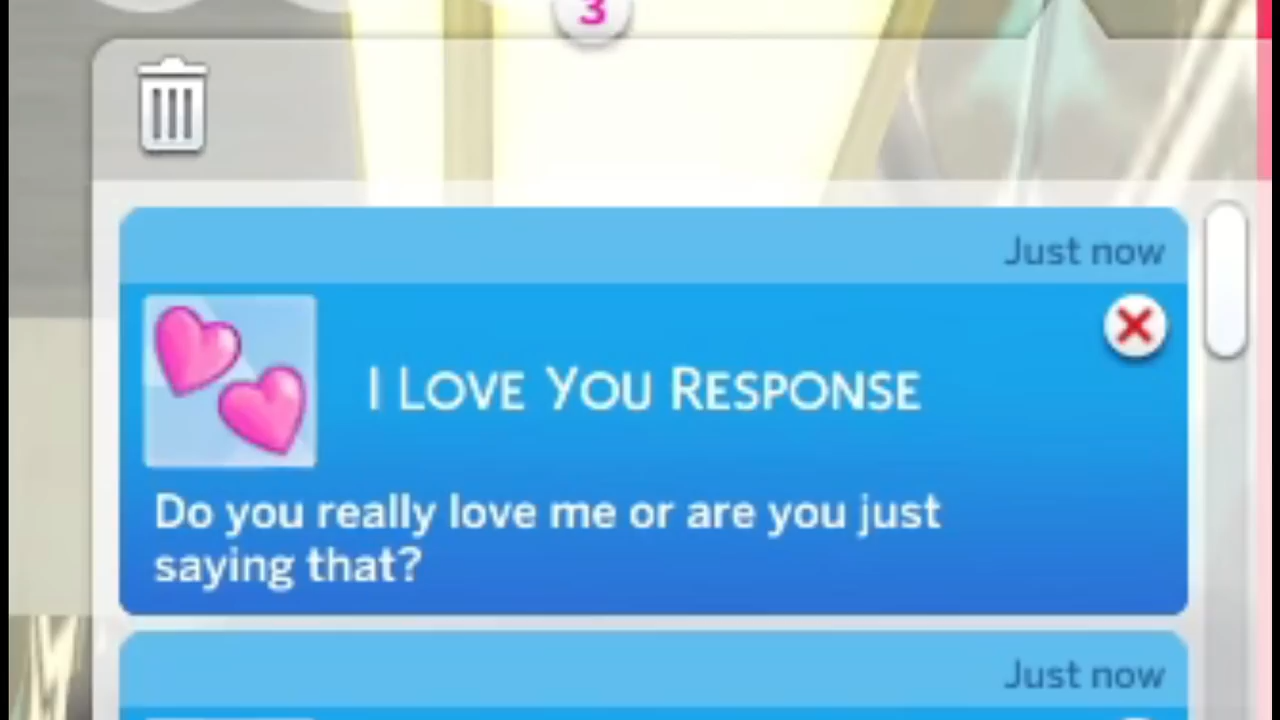 3
Just now
I LOVE YOU RESPONSE
Do you really love me or are you just
saying that?
Just now